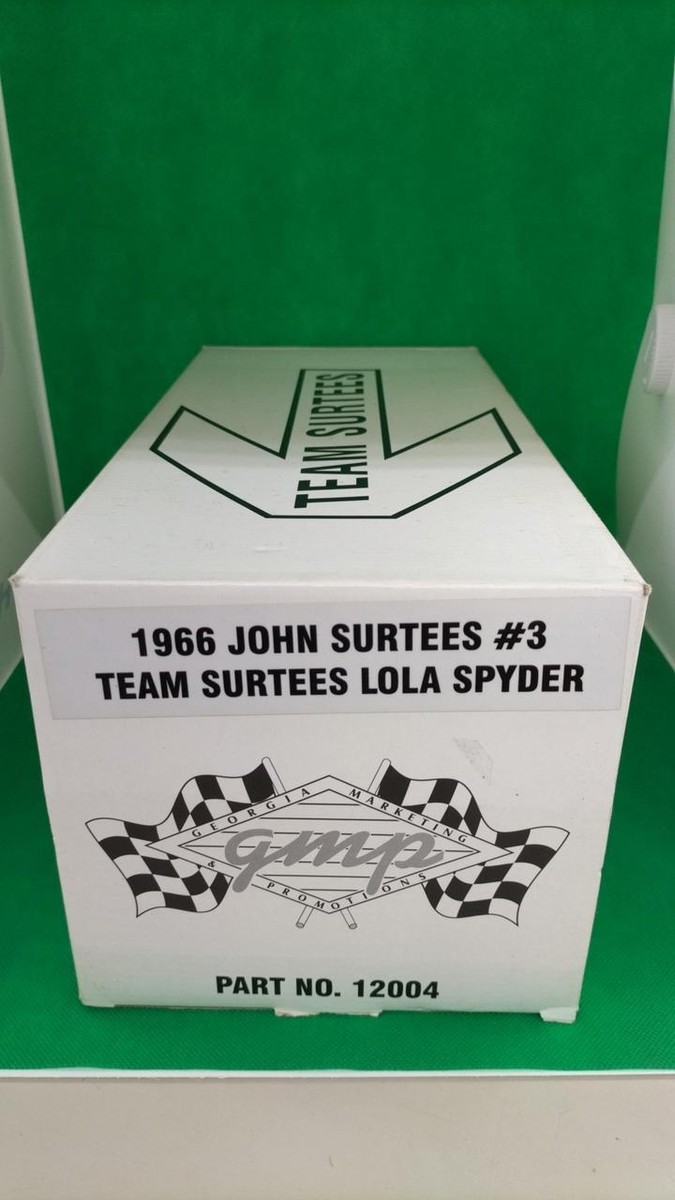 TEAM SURTEES
1966 JOHN SURTEES #3
TEAM SURTEES LOLA SPYDER
GEORGIA MARKETING
gmp
& PROMOTIONS
PART NO. 12004